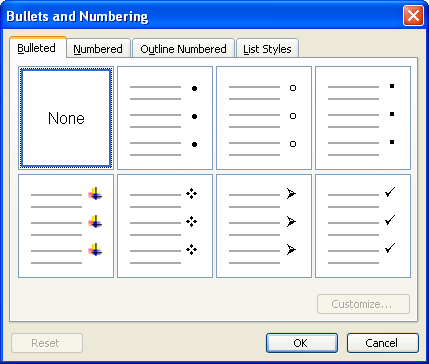 Bullets and Numbering
Bulleted
Numbered
Outline Numbered
List Styles
None
Customize...
Reset
OK
Cancel